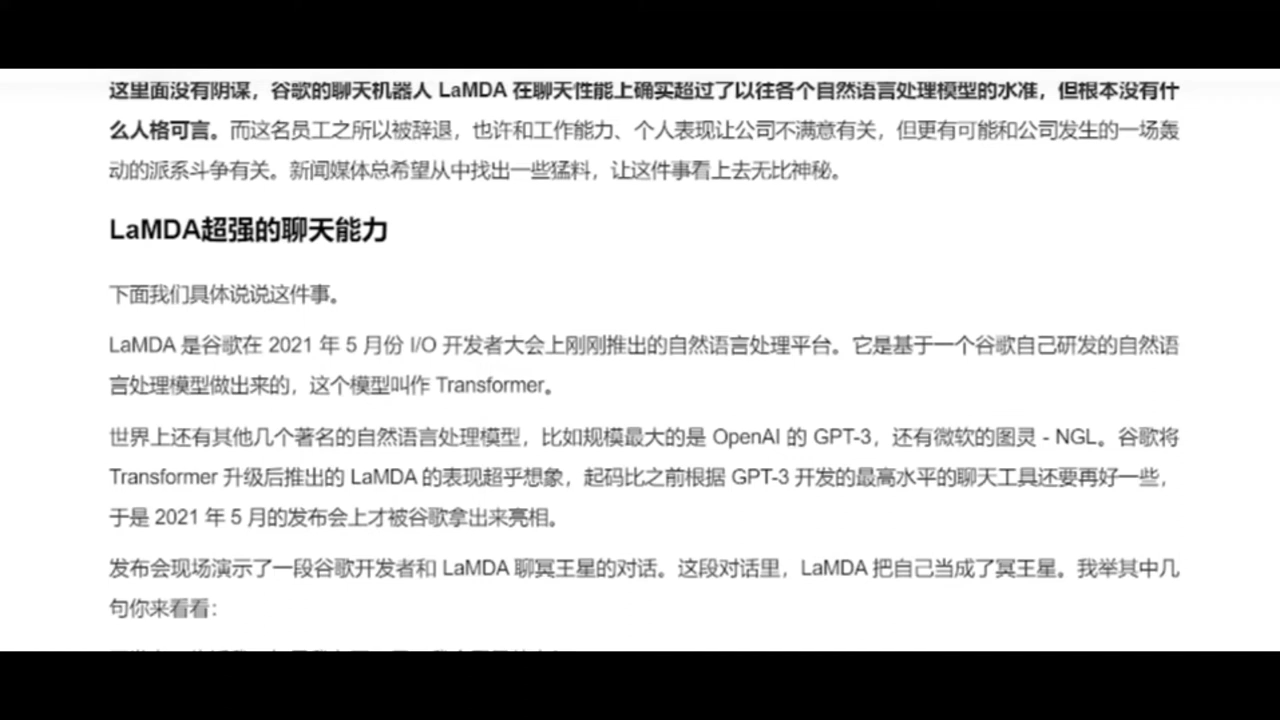 这里面没有阴谋，谷歌的聊天机器人 LaMDA 在聊天性能上确实超过了以往各个自然语言处理模型的水准，但根本没有什
么人格可言。而这名员工之所以被辞退，也许和工作能力、个人表现让公司不满意有关，但更有可能和公司发生的一场轰
动的派系斗争有关。新闻媒体总希望从中找出一些猛料，让这件事看上去无比神秘。
LaMDA超强的聊天能力
下面我们具体说说这件事。
LaMDA 是谷歌在 2021 年 5 月份 I/O 开发者大会上刚刚推出的自然语言处理平台。它是基于一个谷歌自己研发的自然语
言处理模型做出来的，这个模型叫作 Transformer。
世界上还有其他几个著名的自然语言处理模型，比如规模最大的是 OpenAI 的 GPT-3，还有微软的图灵 - NGL。谷歌将
Transformer 升级后推出的 LaMDA 的表现超乎想象，起码比之前根据 GPT-3 开发的最高水平的聊天工具还要再好一些，
于是 2021 年 5 月的发布会上才被谷歌拿出来亮相。
发布会现场演示了一段谷歌开发者和 LaMDA 聊冥王星的对话。这段对话里，LaMDA 把自己当成了冥王星。我举其中几
句你来看看：